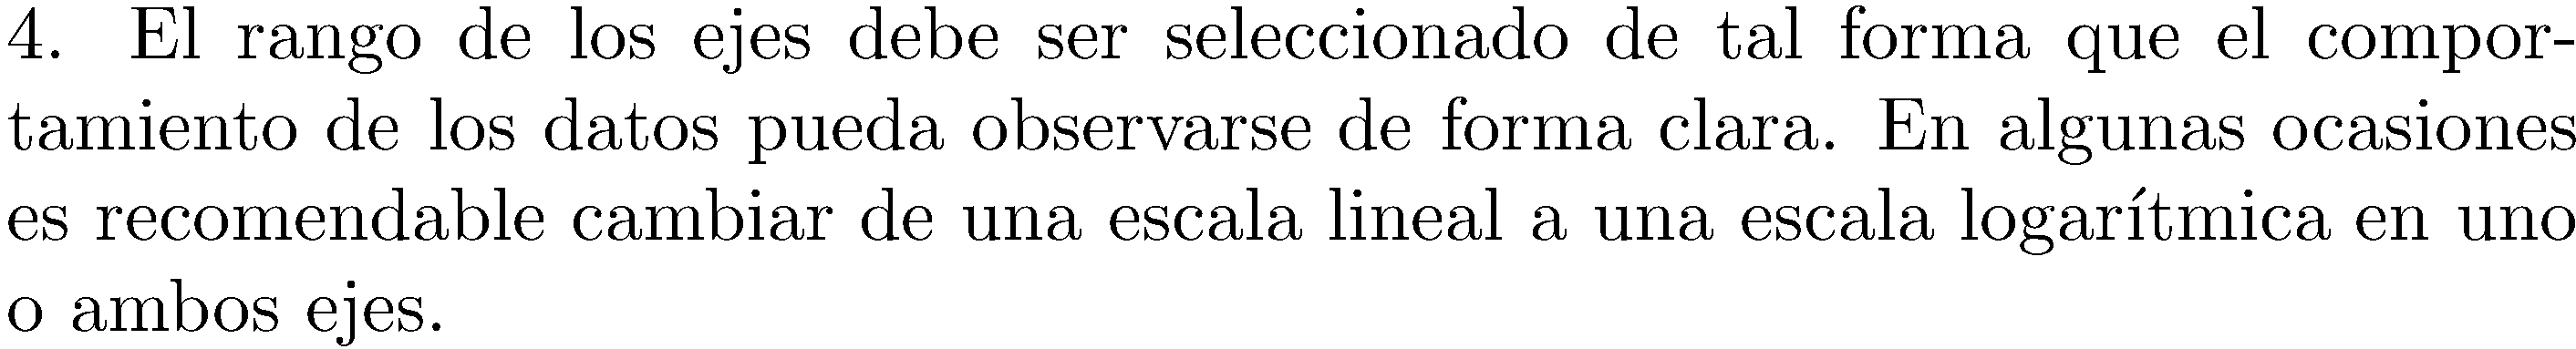 4. El rango de los ejes debe ser seleccionado de tal forma que el compor-
tamiento de los datos pueda observarse de forma clara. En algunas ocasiones
es recomendable cambiar de una escala lineal a una escala logarítmica en uno
o ambos ejes.